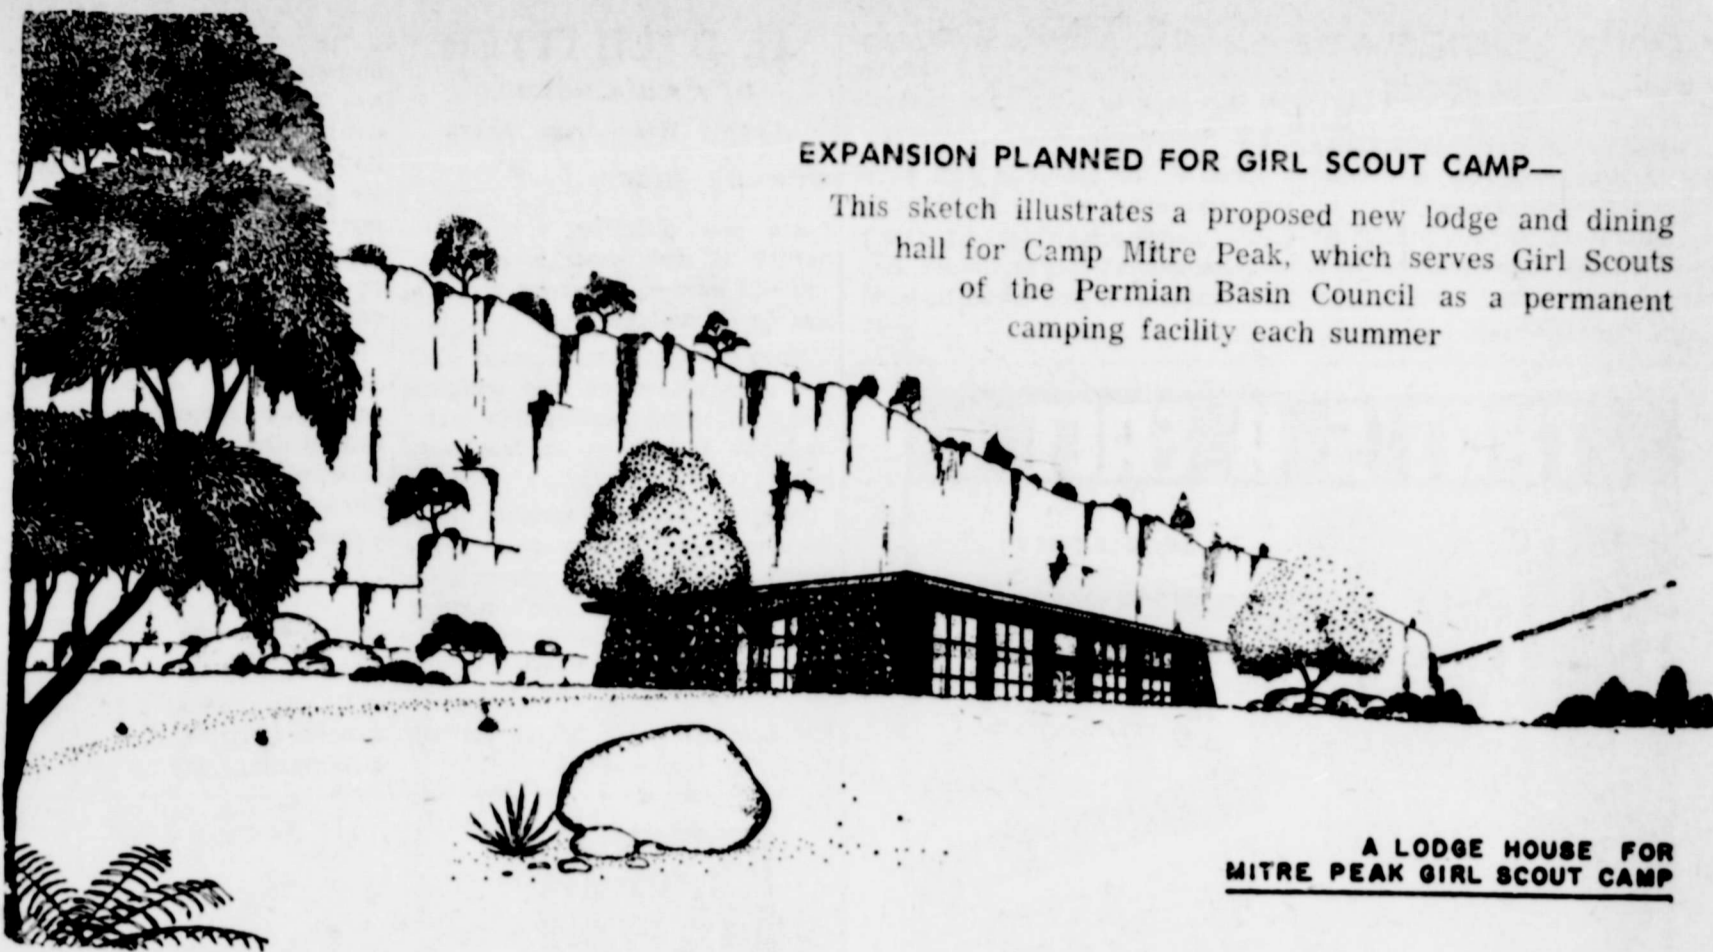 EXPANSION PLANNED FOR GIRL SCOUT CAMP—
This sketch illustrates a proposed new lodge and dining
hall for Camp Mitre Peak, which serves Girl Scouts
of the Permian Basin Council as a permanent
camping facility each summer
A LODGE HOUSE FOR
MITRE PEAK GIRL SCOUT CAMP